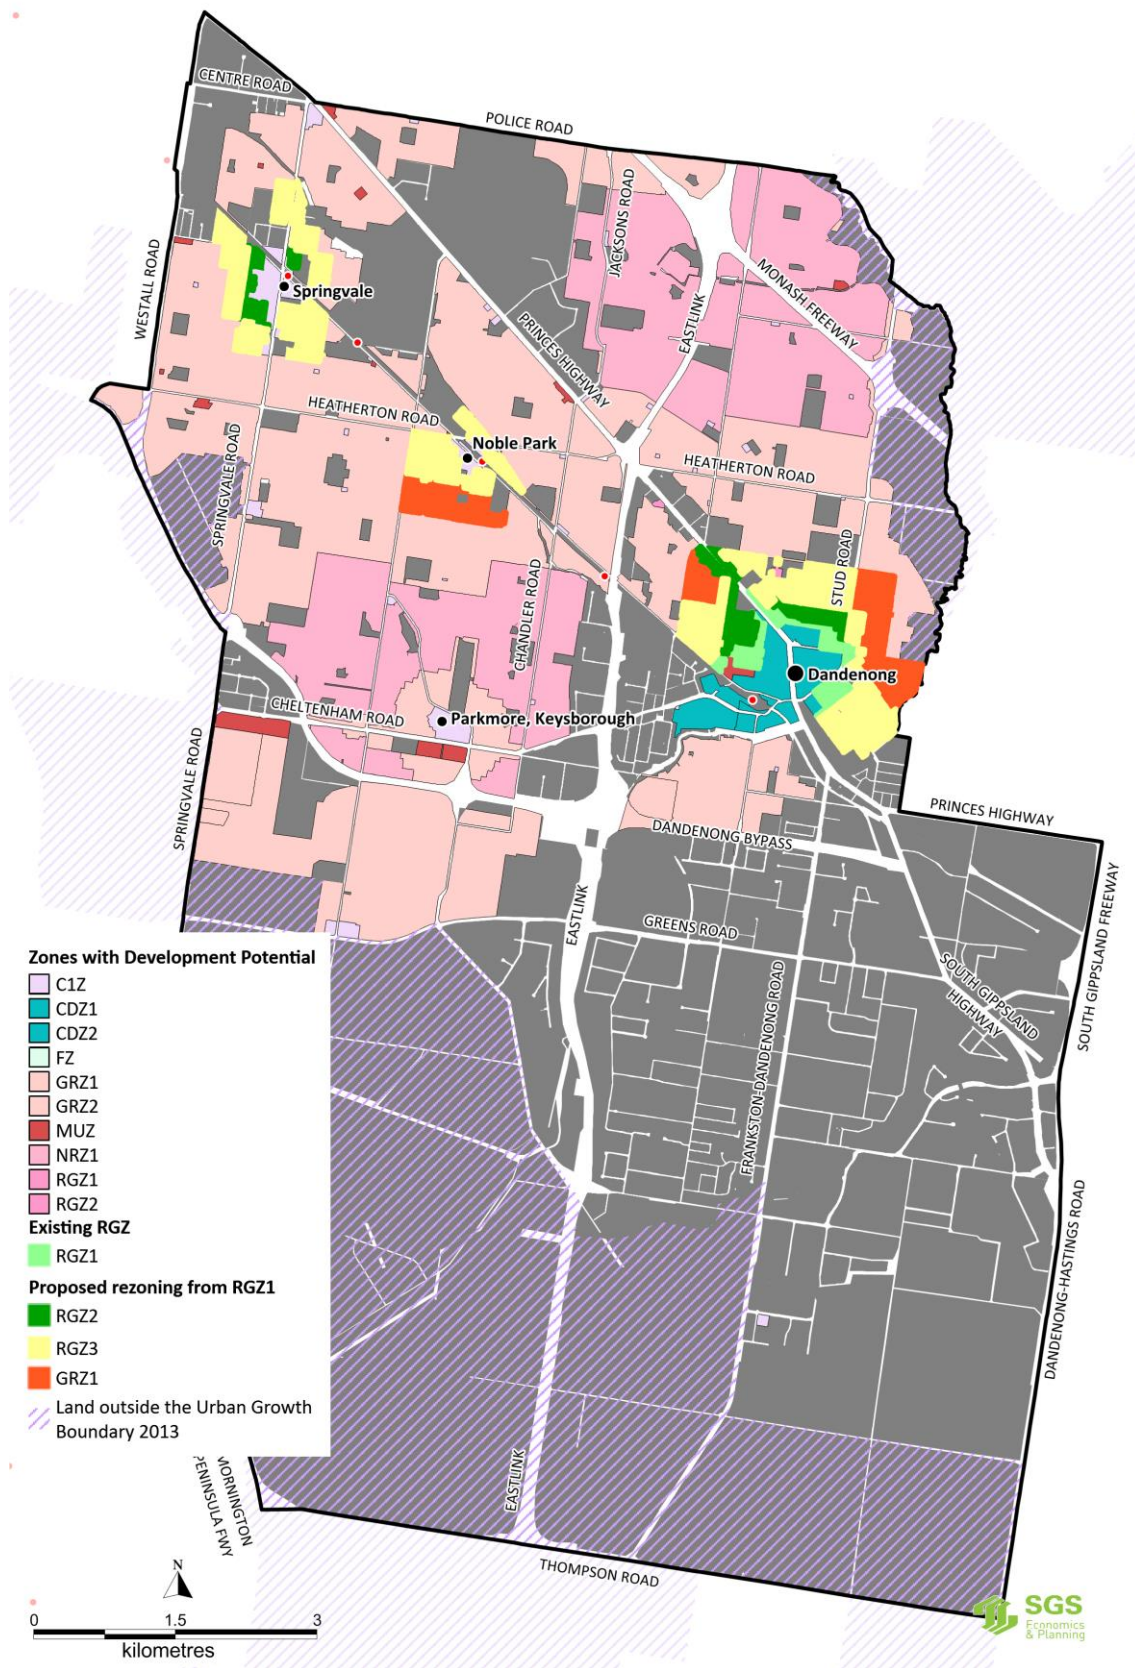 CENTRE ROAD
POLICE ROAD
JACKSONS ROAD
WESTALL ROAD
MONASH FREEWAY
Springvale
EASTLINK
PRINCES HIGHWAY
HEATHERTON ROAD
Noble Park
HEATHERTON ROAD
SPRINGVALE ROAD
STUD ROAD
CHANDLER ROAD
Dandenong
CHELTENHAM ROAD
Parkmore, Keysborough
SPRINGVALE ROAD
PRINCES HIGHWAY
DANDENONG BYPASS
EASTLINK
GREENS ROAD
SOUTH GIPPSLAND FREEWAY
SOUTH GIPPSLAND
HIGHWAY
FRANKSTON-DANDENONG ROAD
DANDENONG-HASTINGS ROAD
Zones with Development Potential
C1Z
CDZ1
CDZ2
FZ
GRZ1
GRZ2
MUZ
NRZ1
RGZ1
RGZ2
Existing RGZ
RGZ1
Proposed rezoning from RGZ1
RGZ2
RGZ3
GRZ1
Land outside the Urban Growth
Boundary 2013
MORNINGTON
PENINSULA FWY
EASTLINK
THOMPSON ROAD
N
0 1.5 3
kilometres
SGS
Economics
& Planning